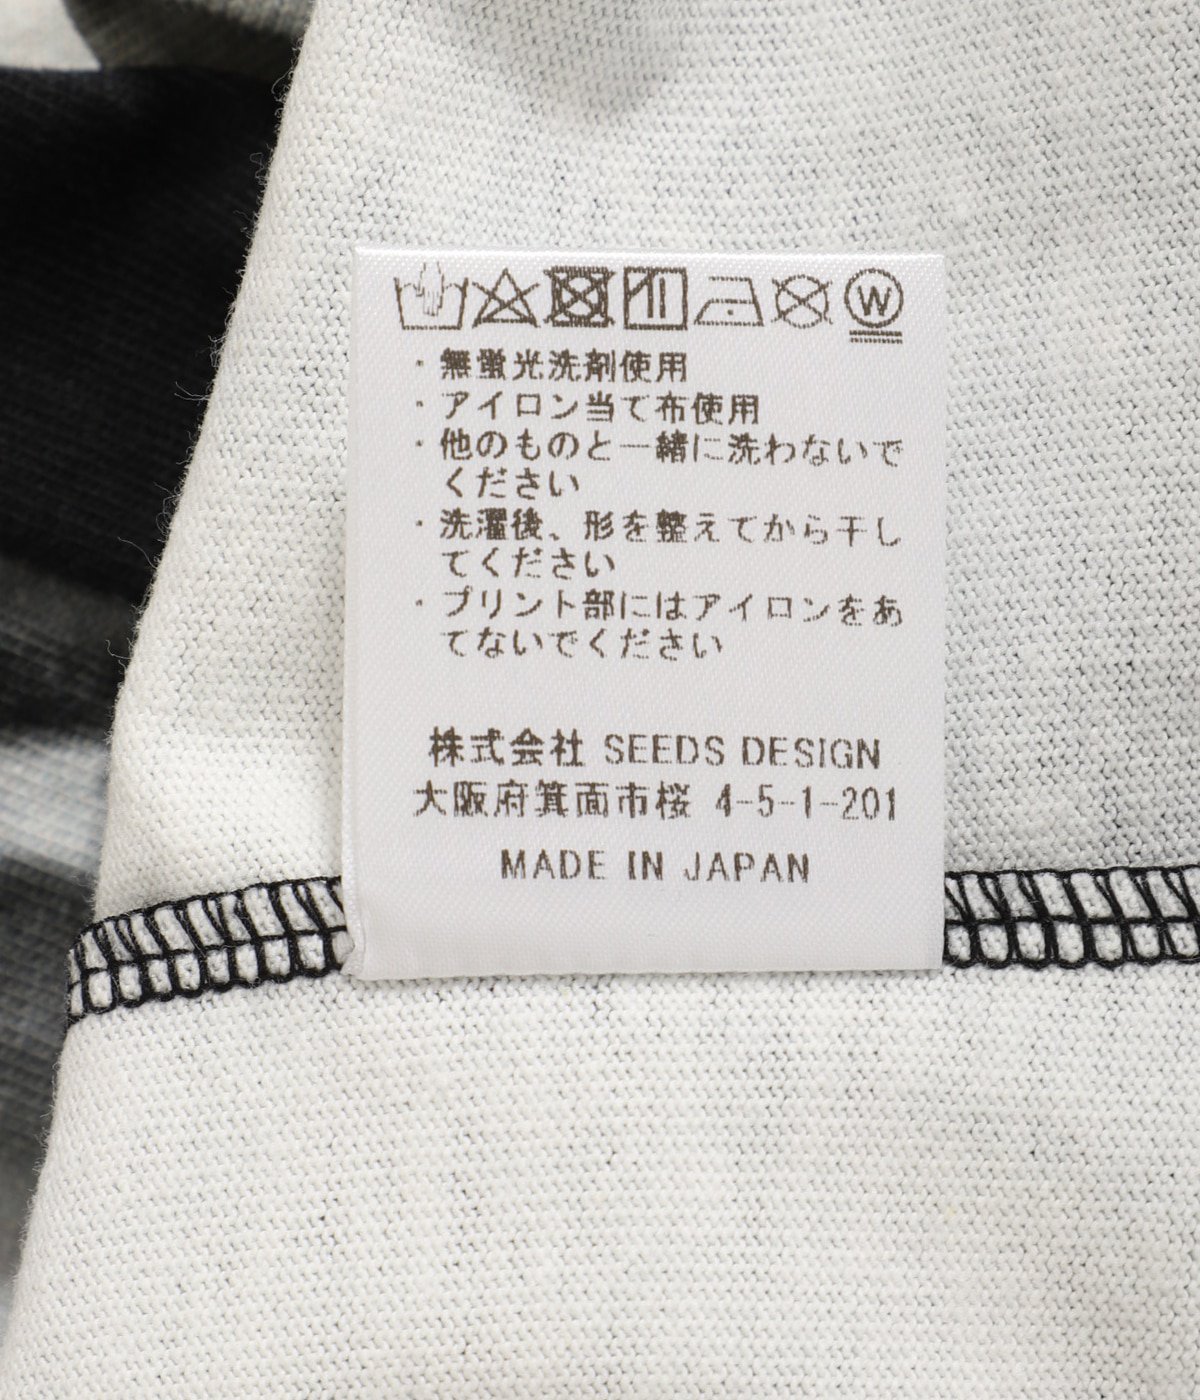 W
・無蛍光洗剤使用
・アイロン当て布使用
・他のものと一緒に洗わないで
ください
・洗濯後、形を整えてから干し
てください
・プリント部にはアイロンをあ
てないでください
株式会社 SEEDS DESIGN
大阪府箕面市桜 4-5-1-201
MADE IN JAPAN